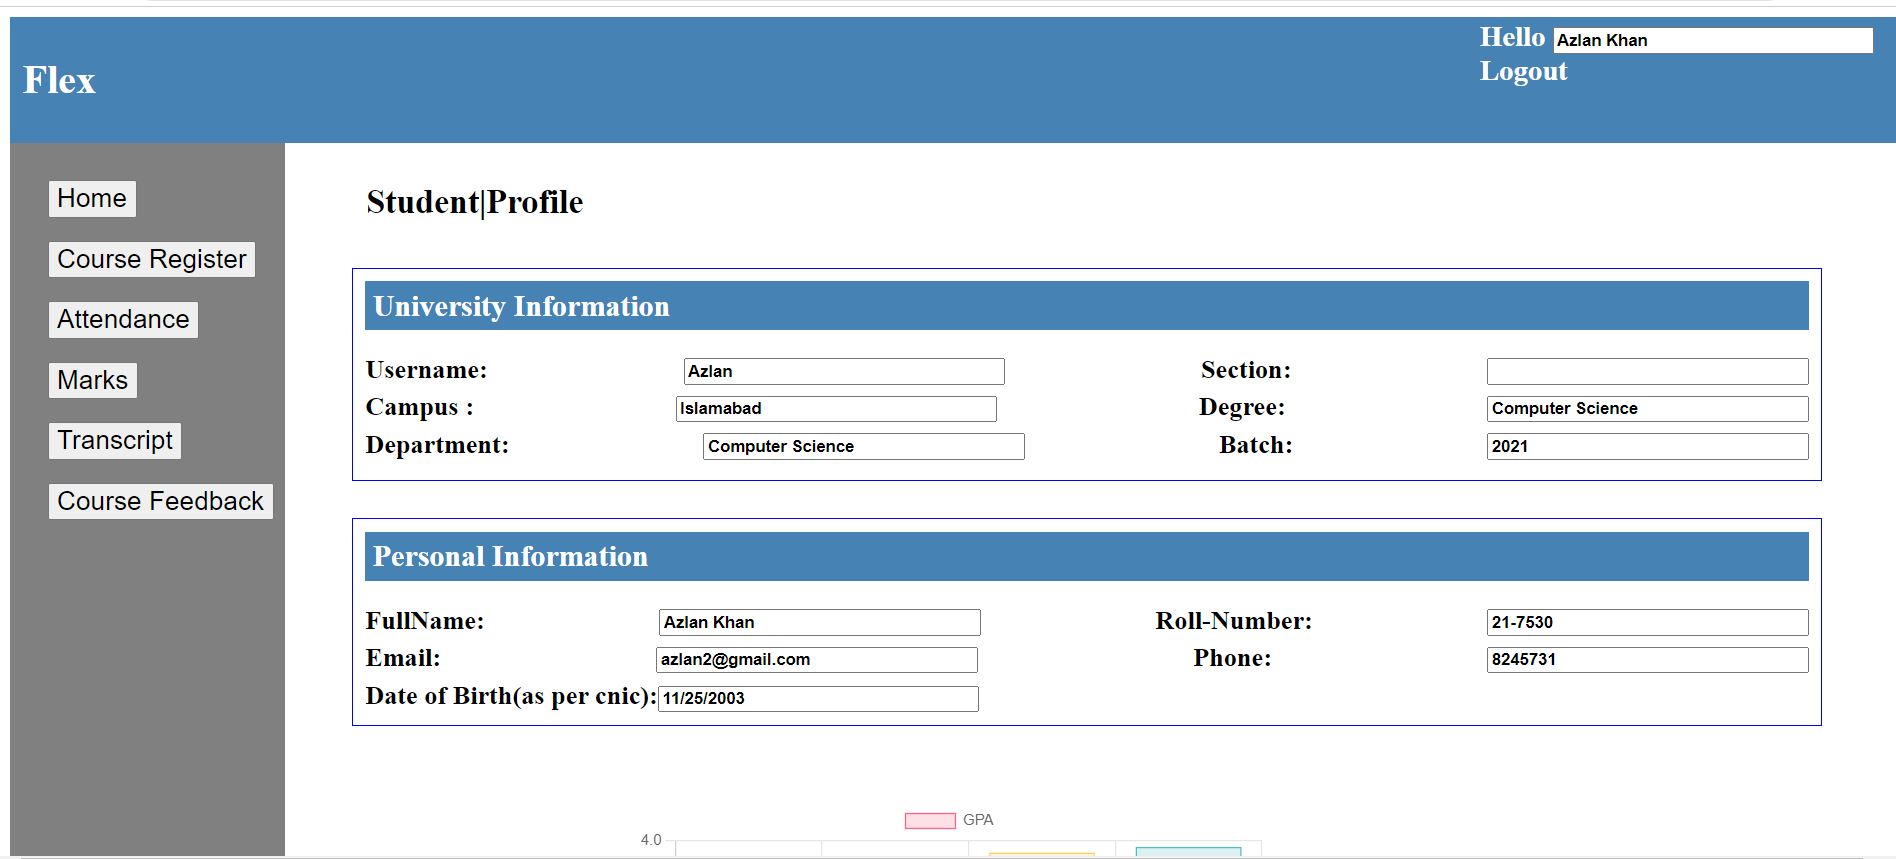 Hello Azlan Khan
Logout
Flex
Home
Course Register
Attendance
Marks
Transcript
Course Feedback
Student|Profile
University Information
Username: Azlan Section:
Campus : Islamabad Degree: Computer Science
Department: Computer Science Batch: 2021
Personal Information
FullName: Azlan Khan Roll-Number: 21-7530
Email: azlan2@gmail.com Phone: 8245731
Date of Birth(as per cnic): 11/25/2003
GPA
4.0